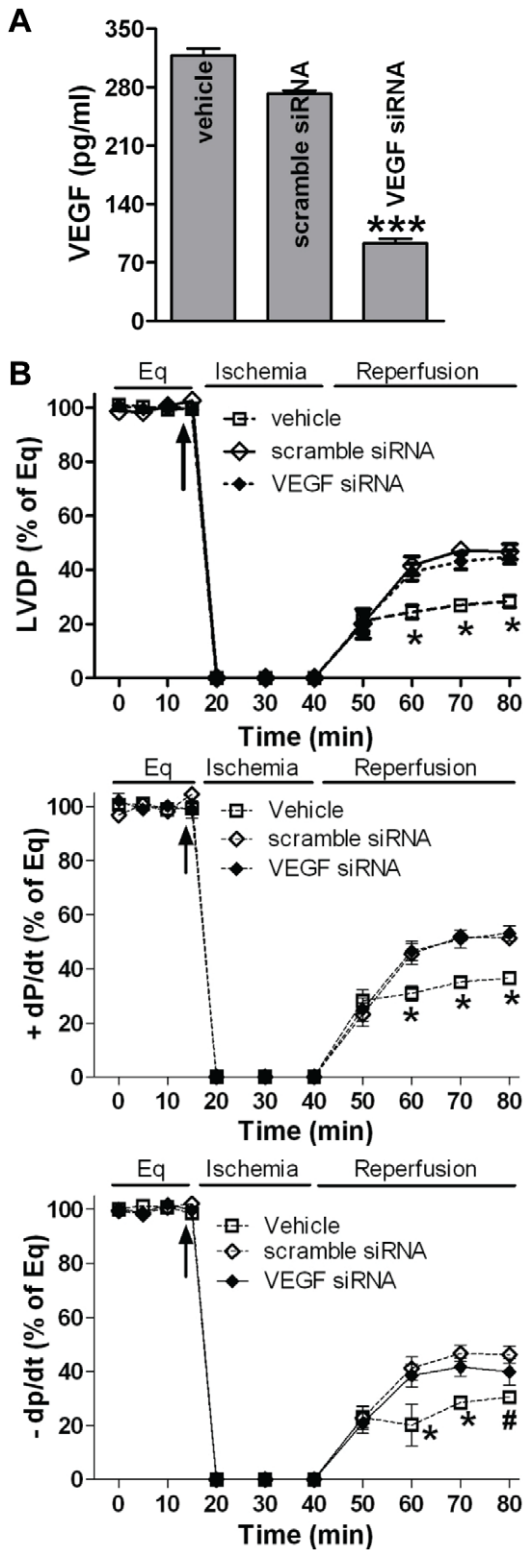 A
VEGF (pg/ml)
350
280
210
140
70
0
vehicle
scramble siRNA
VEGF siRNA
***
B
Eq Ischemia Reperfusion
LVDP (% of Eq)
100
80
60
40
20
0
vehicle
scramble siRNA
VEGF siRNA
* * *
0 10 20 30 40 50 60 70 80
Time (min)
Eq Ischemia Reperfusion
+ dP/dt (% of Eq)
100
80
60
40
20
0
Vehicle
scramble siRNA
VEGF siRNA
* * *
0 10 20 30 40 50 60 70 80
Time (min)
Eq Ischemia Reperfusion
- dp/dt (% of Eq)
100
80
60
40
20
0
Vehicle
scramble siRNA
VEGF siRNA
* * #
0 10 20 30 40 50 60 70 80
Time (min)